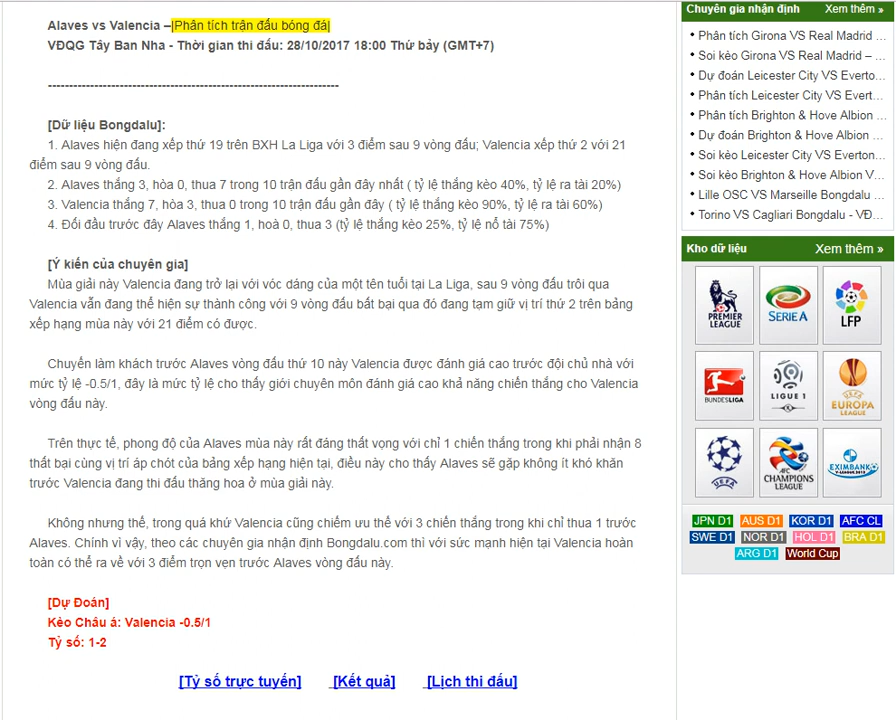 Alaves vs Valencia –|Phân tích trận đấu bóng đá|
VĐQG Tây Ban Nha - Thời gian thi đấu: 28/10/2017 18:00 Thứ bảy (GMT+7)
---------------------------------------------------------------------
[Dữ liệu Bongdalu]:
1. Alaves hiện đang xếp thứ 19 trên BXH La Liga với 3 điểm sau 9 vòng đấu; Valencia xếp thứ 2 với 21
điểm sau 9 vòng đấu.
2. Alaves thắng 3, hòa 0, thua 7 trong 10 trận đấu gần đây nhất ( tỷ lệ thắng kèo 40%, tỷ lệ ra tài 20%)
3. Valencia thắng 7, hòa 3, thua 0 trong 10 trận đấu gần đây ( tỷ lệ thắng kèo 90%, tỷ lệ ra tài 60%)
4. Đối đầu trước đây Alaves thắng 1, hoà 0, thua 3 (tỷ lệ thắng kèo 25%, tỷ lệ nổ tài 75%)
[Ý kiến của chuyên gia]
Mùa giải này Valencia đang trở lại với vóc dáng của một tên tuổi tại La Liga, sau 9 vòng đấu trôi qua
Valencia vẫn đang thể hiện sự thành công với 9 vòng đấu bất bại qua đó đang tạm giữ vị trí thứ 2 trên bảng
xếp hạng mùa này với 21 điểm có được.
Chuyến làm khách trước Alaves vòng đấu thứ 10 này Valencia được đánh giá cao trước đội chủ nhà với
mức tỷ lệ -0.5/1, đây là mức tỷ lệ cho thấy giới chuyên môn đánh giá cao khả năng chiến thắng cho Valencia
vòng đấu này.
Trên thực tế, phong độ của Alaves mùa này rất đáng thất vọng với chỉ 1 chiến thắng trong khi phải nhận 8
thất bại cùng vị trí áp chót của bảng xếp hạng hiện tại, điều này cho thấy Alaves sẽ gặp không ít khó khăn
trước Valencia đang thi đấu thăng hoa ở mùa giải này.
Không nhưng thế, trong quá khứ Valencia cũng chiếm ưu thế với 3 chiến thắng trong khi chỉ thua 1 trước
Alaves. Chính vì vậy, theo các chuyên gia nhận định Bongdalu.com thì với sức mạnh hiện tại Valencia hoàn
toàn có thể ra về với 3 điểm trọn vẹn trước Alaves vòng đấu này.
[Dự Đoán]
Kèo Châu á: Valencia -0.5/1
Tỷ số: 1-2
[Tỷ số trực tuyến] [Kết quả] [Lịch thi đấu]
Chuyên gia nhận định Xem thêm »
Phân tích Girona VS Real Madrid ...
Soi kèo Girona VS Real Madrid – ...
Dự đoán Leicester City VS Everto...
Phân tích Leicester City VS Evert...
Phân tích Brighton & Hove Albion ...
Dự đoán Brighton & Hove Albion ...
Soi kèo Leicester City VS Everton...
Soi kèo Brighton & Hove Albion V...
Lille OSC VS Marseille Bongdalu ...
Torino VS Cagliari Bongdalu - VĐ...
Kho dữ liệu Xem thêm »
PREMIER LEAGUE SERIE A LFP
BUNDESLIGA LIGUE 1 UEFA EUROPA LEAGUE
UEFA AFC CHAMPIONS LEAGUE EXIMBANK V-LEAGUE 2012
JPN D1 AUS D1 KOR D1 AFC CL
SWE D1 NOR D1 HOL D1 BRA D1
ARG D1 World Cup